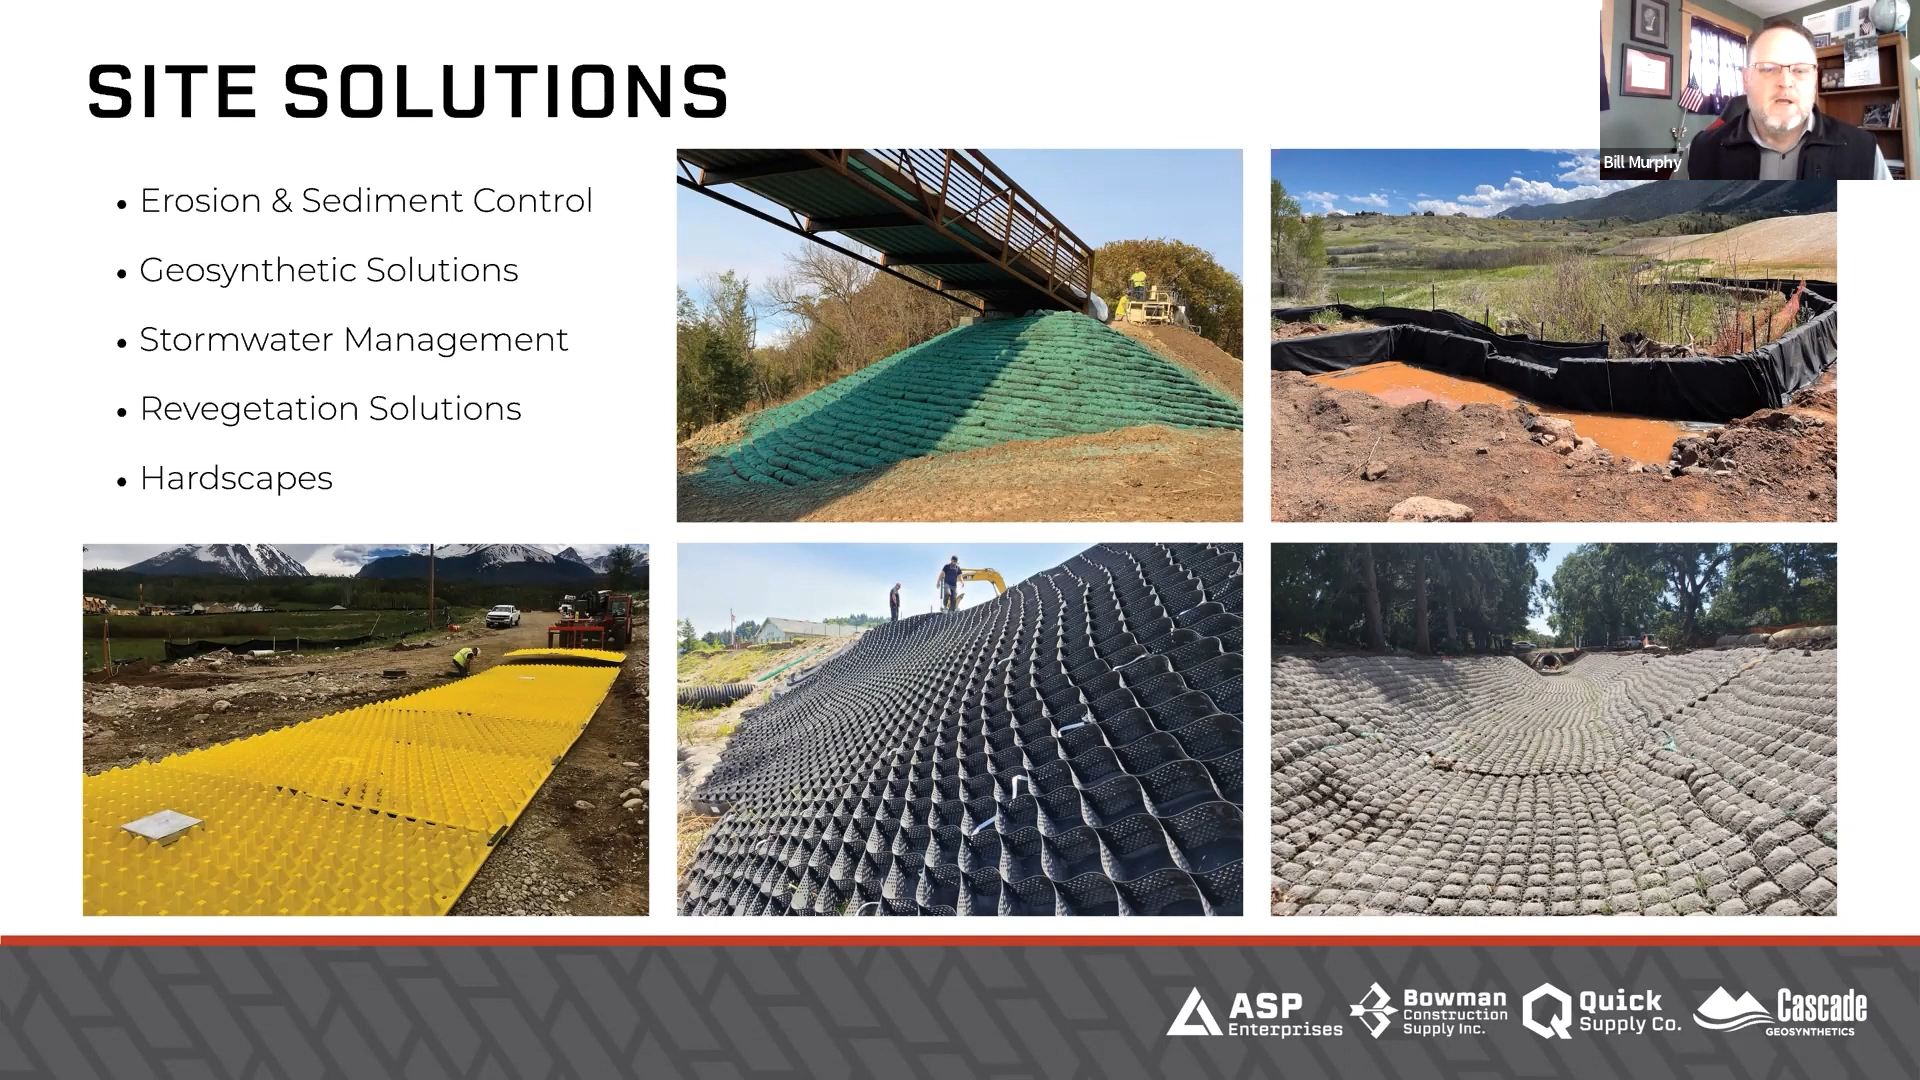 SITE SOLUTIONS
Bill Murphy
• Erosion & Sediment Control
• Geosynthetic Solutions
• Stormwater Management
• Revegetation Solutions
• Hardscapes
ASP
Enterprises
Bowman
Construction
Supply Inc.
Quick
Supply Co.
Cascade
GEOSYNTHETICS